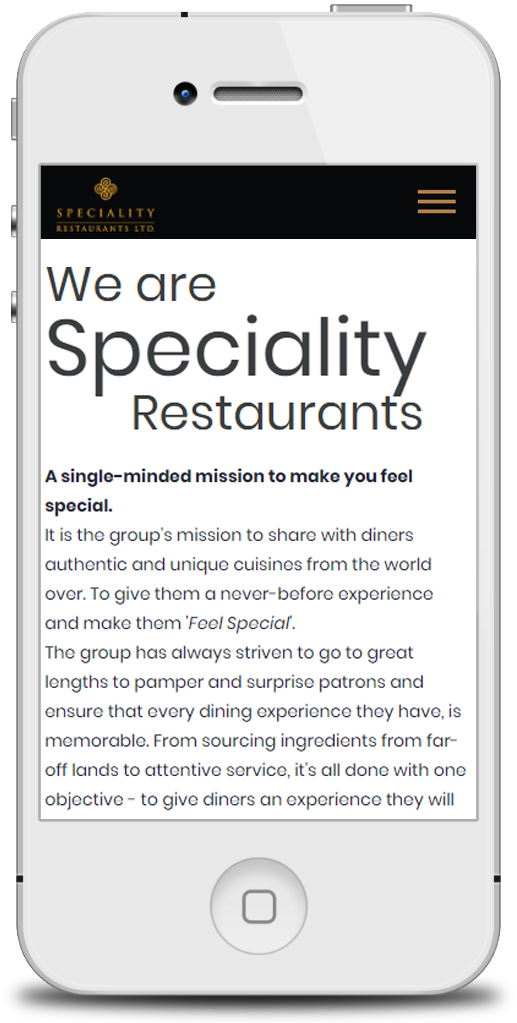 SPECIALITY
RESTAURANTS LTD.
We are
Speciality
Restaurants
A single-minded mission to make you feel
special.
It is the group's mission to share with diners
authentic and unique cuisines from the world
over. To give them a never-before experience
and make them 'Feel Special'.
The group has always striven to go to great
lengths to pamper and surprise patrons and
ensure that every dining experience they have, is
memorable. From sourcing ingredients from far-
off lands to attentive service, it's all done with one
objective - to give diners an experience they will